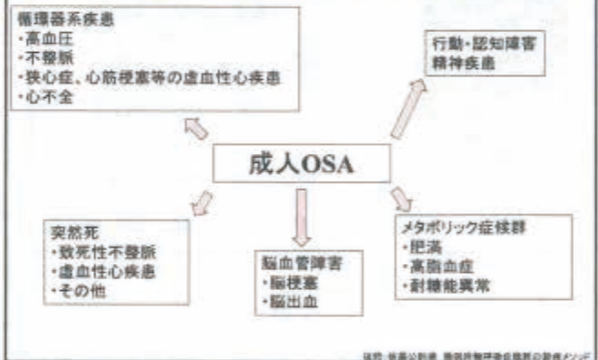 循環器系疾患
・高血圧
・不整脈
・狭心症、心筋梗塞等の虚血性心疾患
・心不全
行動・認知障害
精神疾患
成人OSA
突然死
・致死性不整脈
・虚血性心疾患
・その他
脳血管障害
・脳梗塞
・脳出血
メタボリック症候群
・肥満
・高脂血症
・耐糖能異常